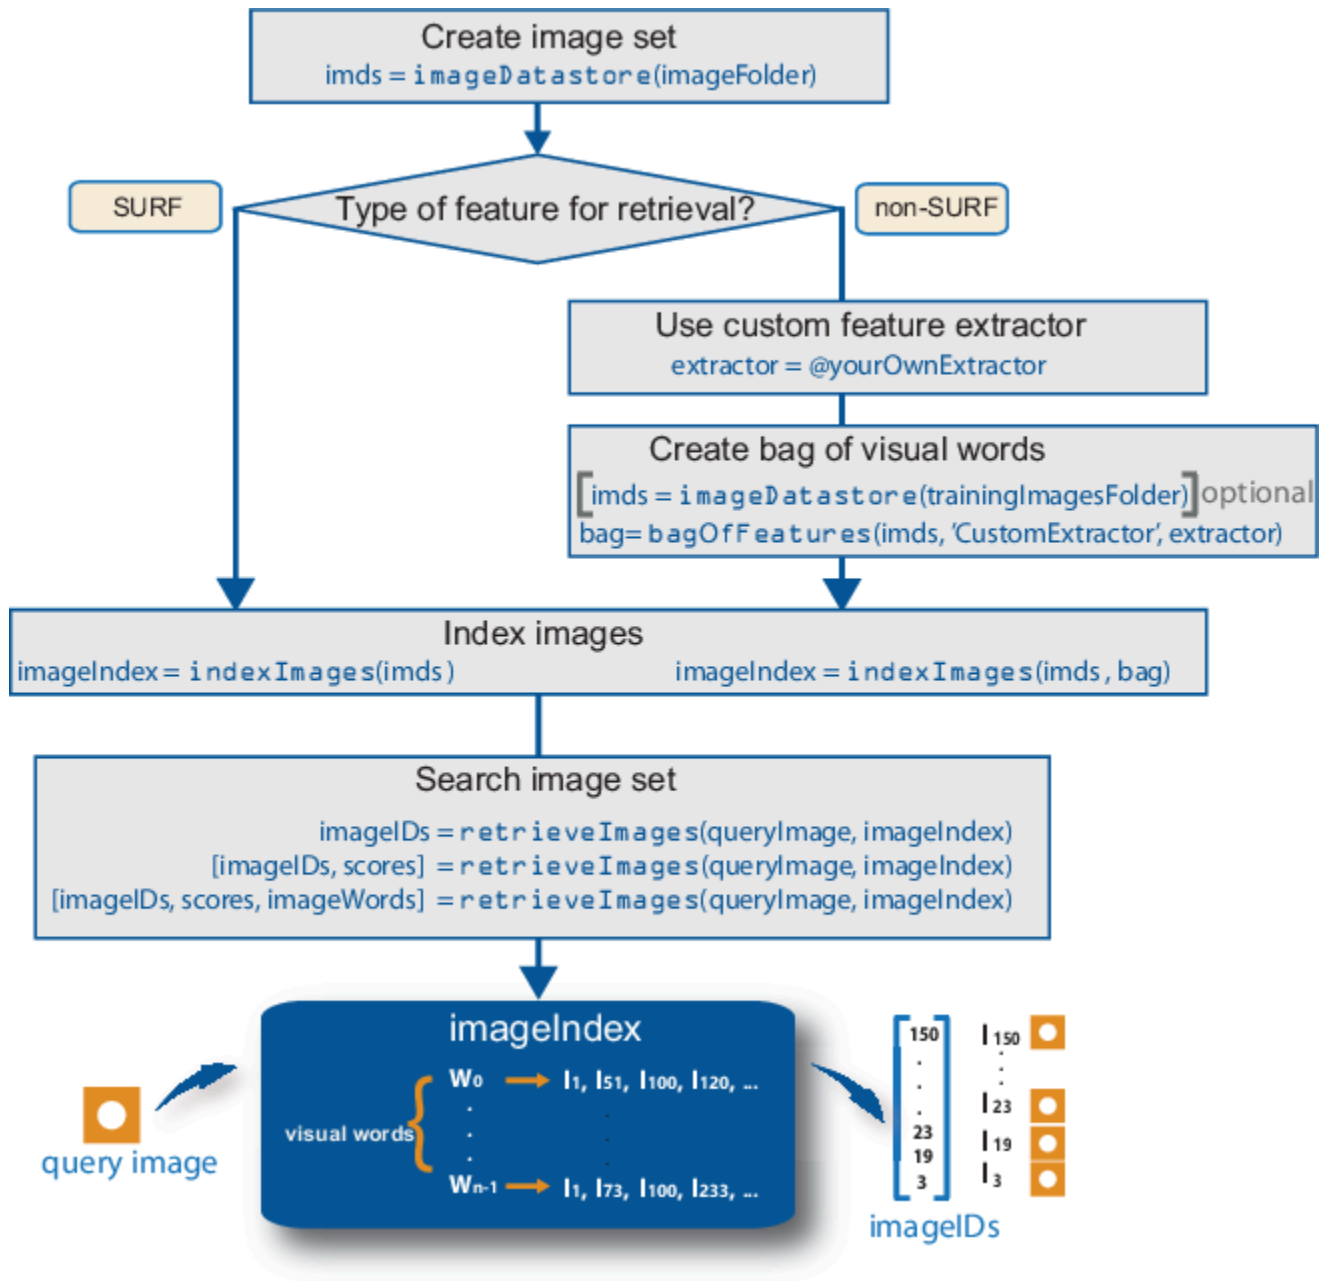 Create image set
imds = imageDatastore(imageFolder)
Type of feature for retrieval?
SURF
non-SURF
Use custom feature extractor
extractor = @yourOwnExtractor
Create bag of visual words
[imds = imageDatastore(trainingImagesFolder)] optional
bag= bagOfFeatures(imds, 'CustomExtractor', extractor)
Index images
imageIndex = indexImages(imds)
imageIndex = indexImages(imds, bag)
Search image set
imageIDs = retrieveImages(queryImage, imageIndex)
[imageIDs, scores] = retrieveImages(queryImage, imageIndex)
[imageIDs, scores, imageWords] = retrieveImages(queryImage, imageIndex)
imageIndex
W0 → I1, I51, I100, I120, ...
visual words
Wn-1 → I1, I73, I100, I233, ...
query image
150
.
.
.
23
19
3
imageIDs
I150
I23
I19
I3